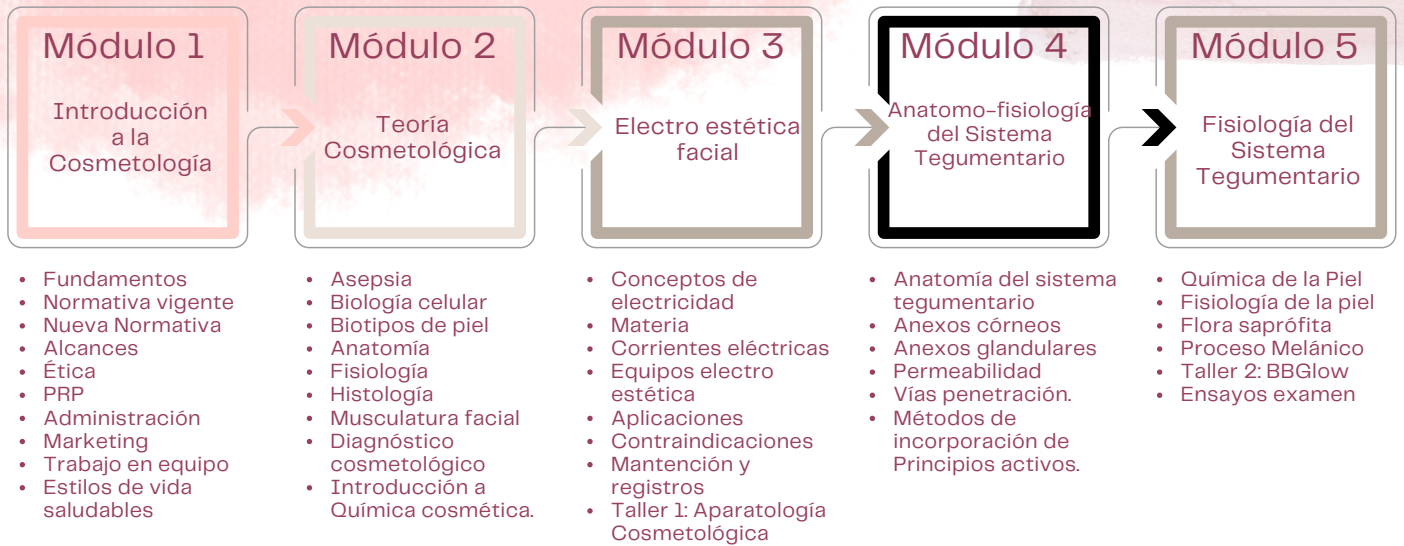 Módulo 1
Introducción
a la
Cosmetología
• Fundamentos
• Normativa vigente
• Nueva Normativa
• Alcances
• Ética
• PRP
• Administración
• Marketing
• Trabajo en equipo
• Estilos de vida
saludables
Módulo 2
Teoría
Cosmetológica
• Asepsia
• Biología celular
• Biotipos de piel
• Anatomía
• Fisiología
• Histología
• Musculatura facial
• Diagnóstico
cosmetológico
• Introducción a
Química cosmética.
Módulo 3
Electro estética
facial
• Conceptos de
electricidad
• Materia
• Corrientes eléctricas
• Equipos electro
estética
• Aplicaciones
• Contraindicaciones
• Mantención y
registros
• Taller 1: Aparatología
Cosmetológica
Módulo 4
Anatomo-fisiología
del Sistema
Tegumentario
• Anatomía del sistema
tegumentario
• Anexos córneos
• Anexos glandulares
• Permeabilidad
• Vías penetración.
• Métodos de
incorporación de
Principios activos.
Módulo 5
Fisiología del
Sistema
Tegumentario
• Química de la Piel
• Fisiología de la piel
• Flora saprófita
• Proceso Melánico
• Taller 2: BBGlow
• Ensayos examen